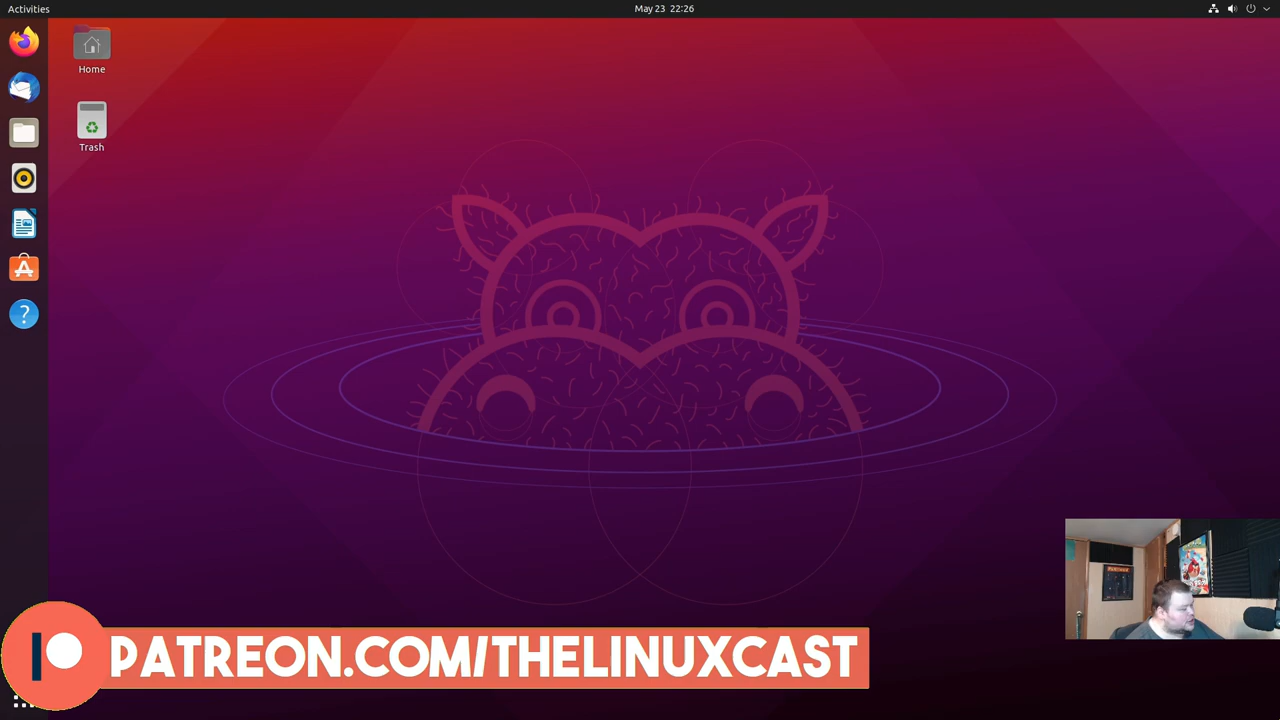 Activities
May 23 22:26
Home
Trash
PATREON.COM/THELINUXCAST